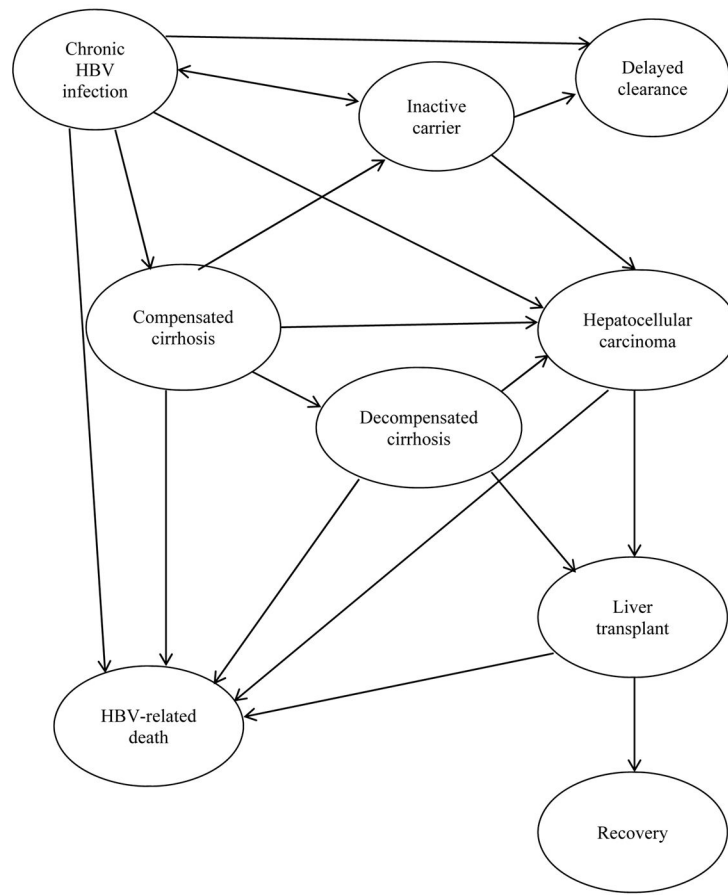 Chronic
HBV
infection
Inactive
carrier
Delayed
clearance
Compensated
cirrhosis
Hepatocellular
carcinoma
Decompensated
cirrhosis
Liver
transplant
HBV-related
death
Recovery